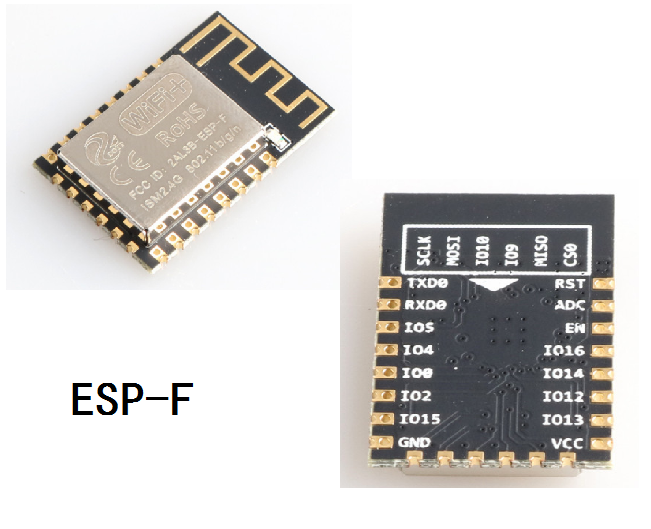 WiFi+
RoHS
CE
FCC ID: 2AL3B-ESP-F
ISM2.4G 802.11b/g/n
SCLK MOSI IO10 IO9 MISO CS0
TXD0 RST
RXD0 ADC
IO5 EN
IO4 IO16
IO0 IO14
IO2 IO12
IO15 IO13
GND VCC
ESP-F